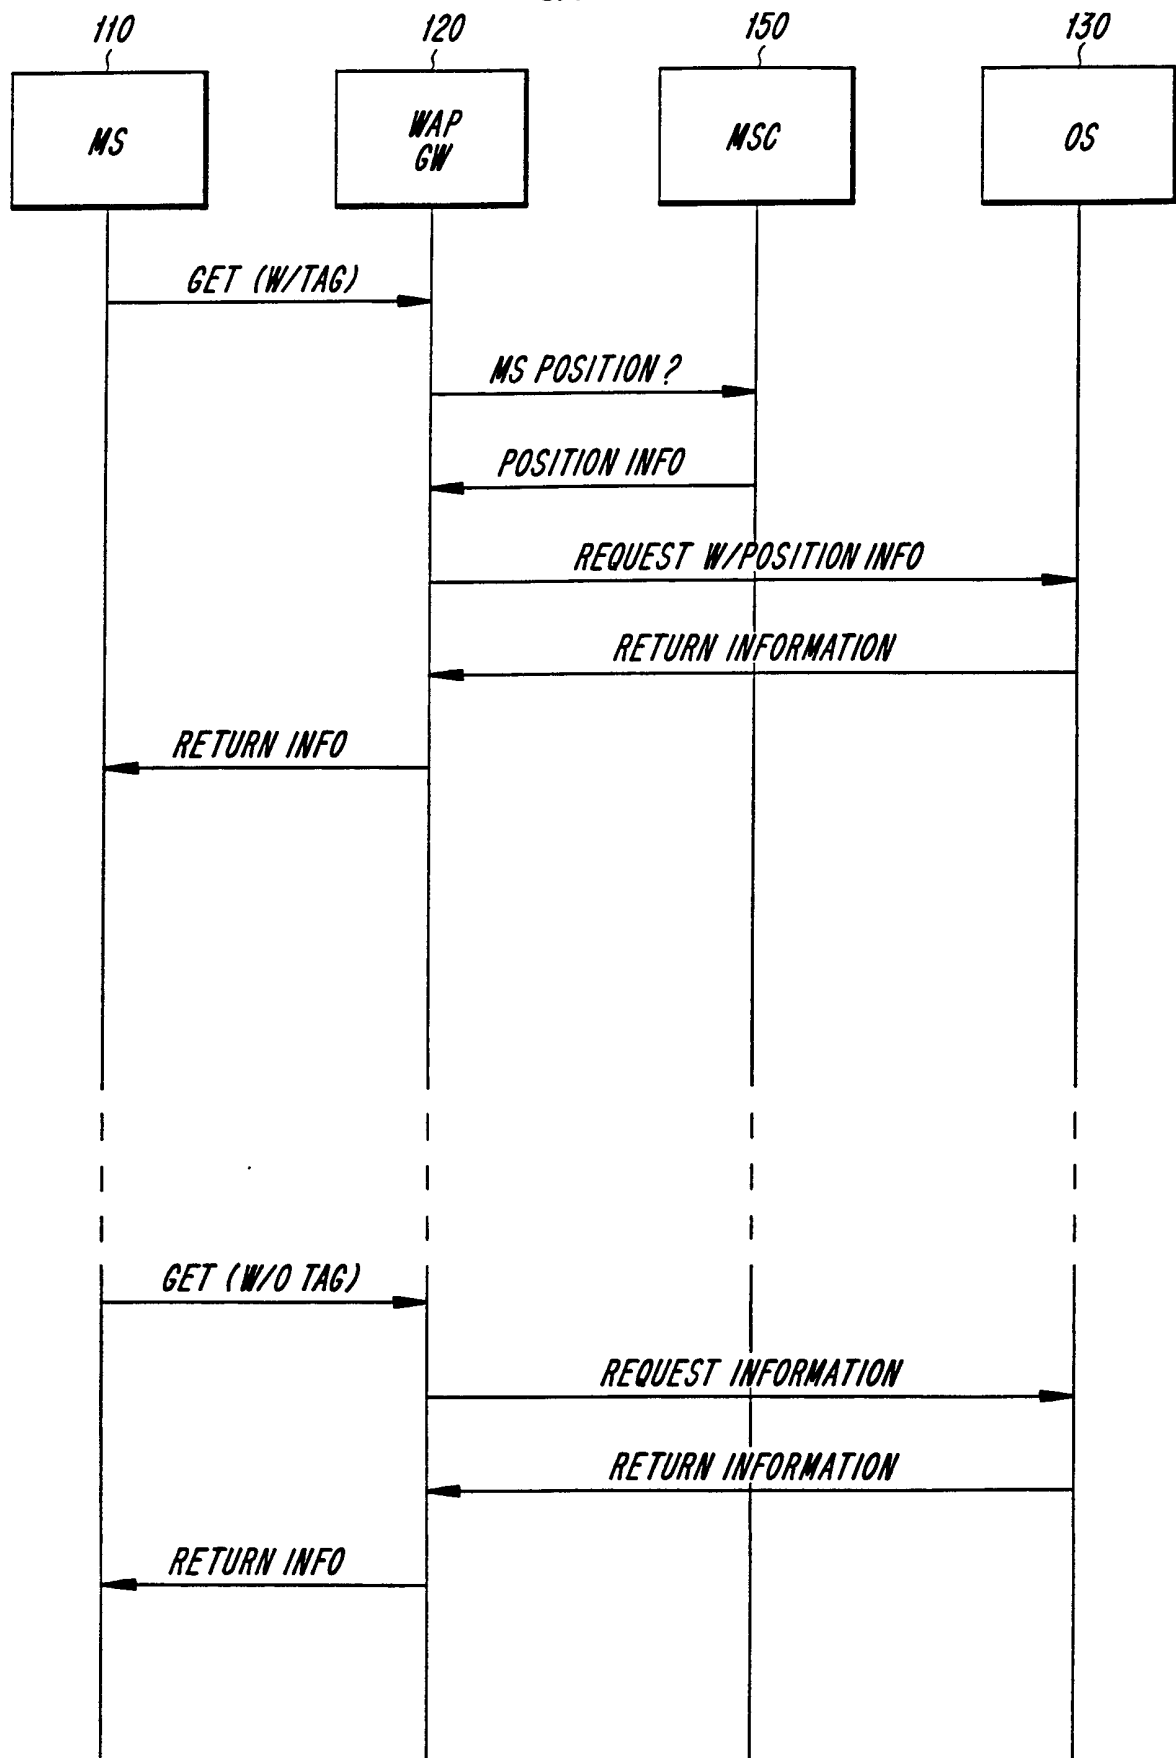 110 120 150 130
MS
WAP
GW
MSC
OS
GET (W/TAG)
MS POSITION?
POSITION INFO
REQUEST W/POSITION INFO
RETURN INFORMATION
RETURN INFO
GET (W/O TAG)
REQUEST INFORMATION
RETURN INFORMATION
RETURN INFO